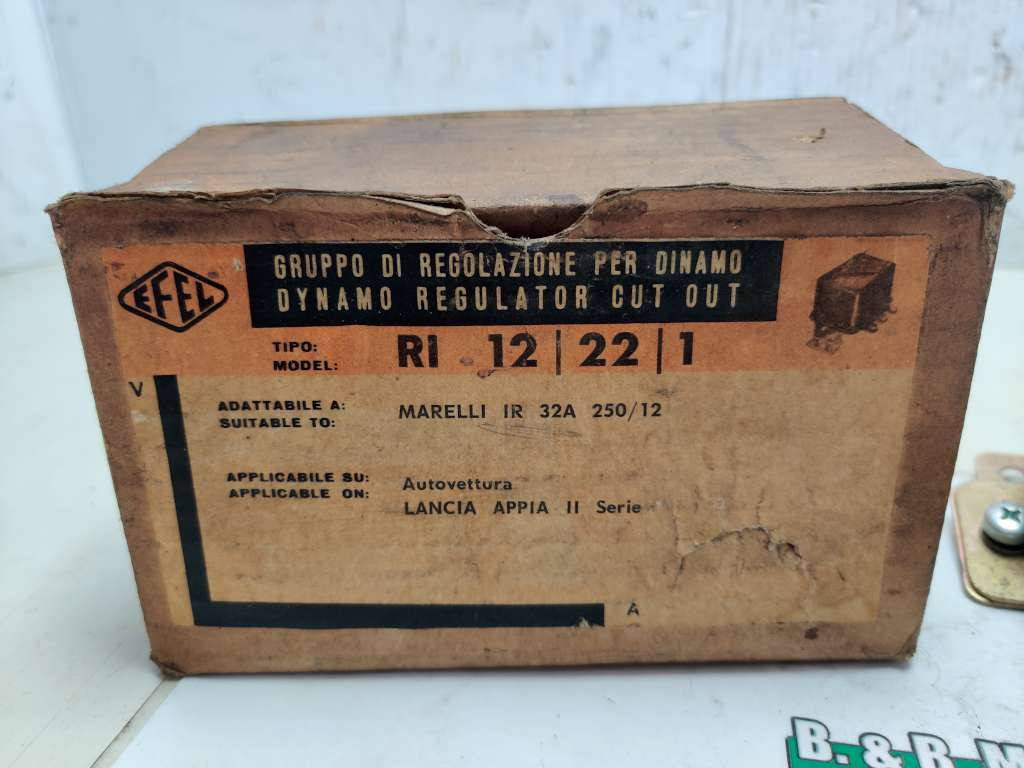 EFEL
GRUPPO DI REGOLAZIONE PER DINAMO
DYNAMO REGULATOR CUT OUT
TIPO:
MODEL: RI 12 | 22 | 1
V
ADATTABILE A:
SUITABLE TO: MARELLI IR 32A 250/12
APPLICABILE SU: Autovettura
APPLICABLE ON: LANCIA APPIA II Serie
A
B. & B. M